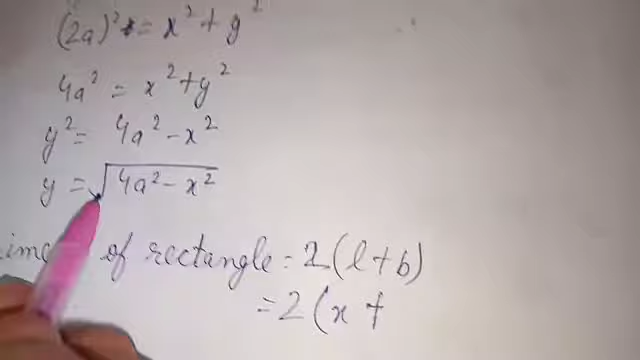 (2a)² = x² + y²
4a² = x² + y²
y² = 4a² - x²
y = √4a² - x²
of rectangle = 2(l+b)
= 2(x +